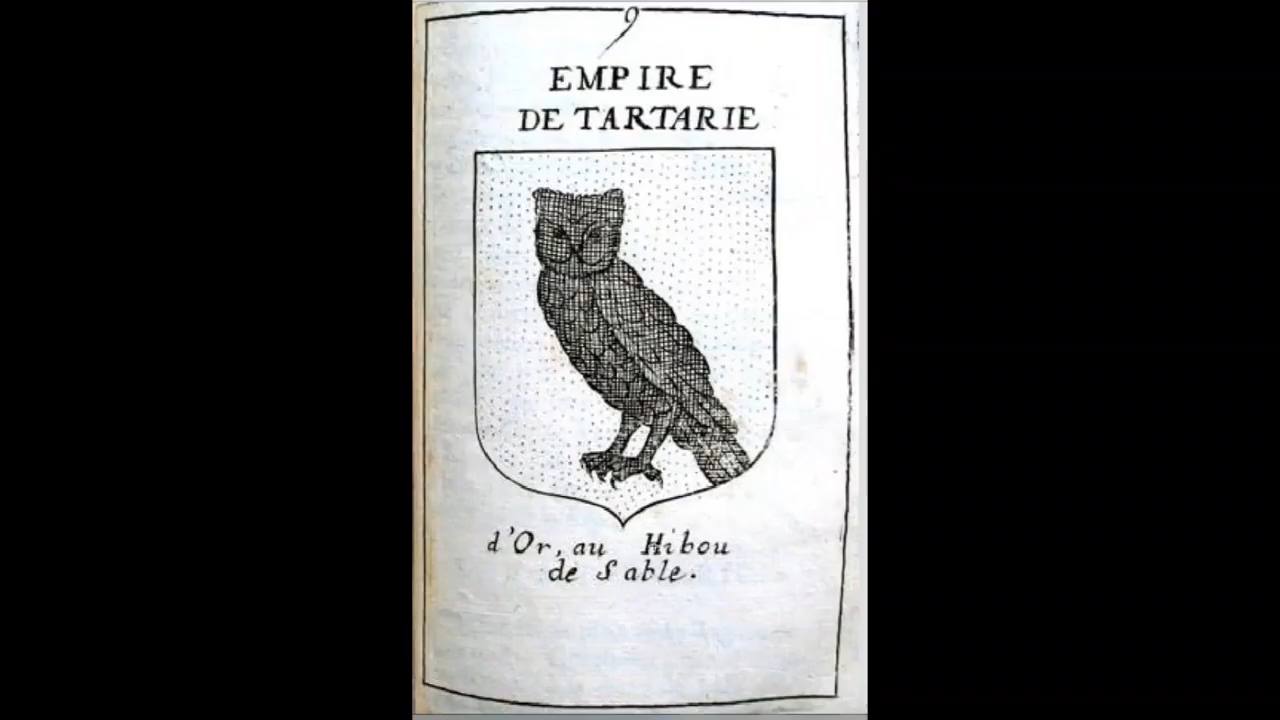 9
EMPIRE
DE TARTARIE
d'Or, au Hibou
de Sable.